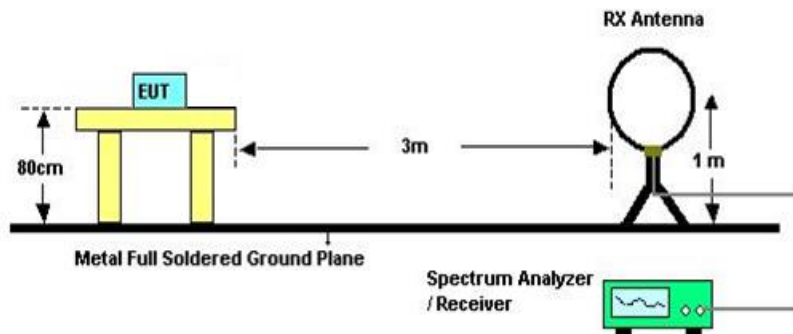 RX Antenna
EUT
3m
80cm
1 m
Metal Full Soldered Ground Plane
Spectrum Analyzer
/ Receiver